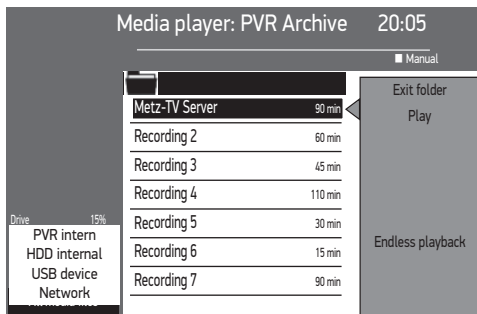 Media player: PVR Archive 20:05
Manual
Metz-TV Server 90 min
Recording 2 60 min
Recording 3 45 min
Recording 4 110 min
Recording 5 30 min
Recording 6 15 min
Recording 7 90 min
Exit folder
Play
Endless playback
Drive 15%
PVR intern
HDD internal
USB device
Network